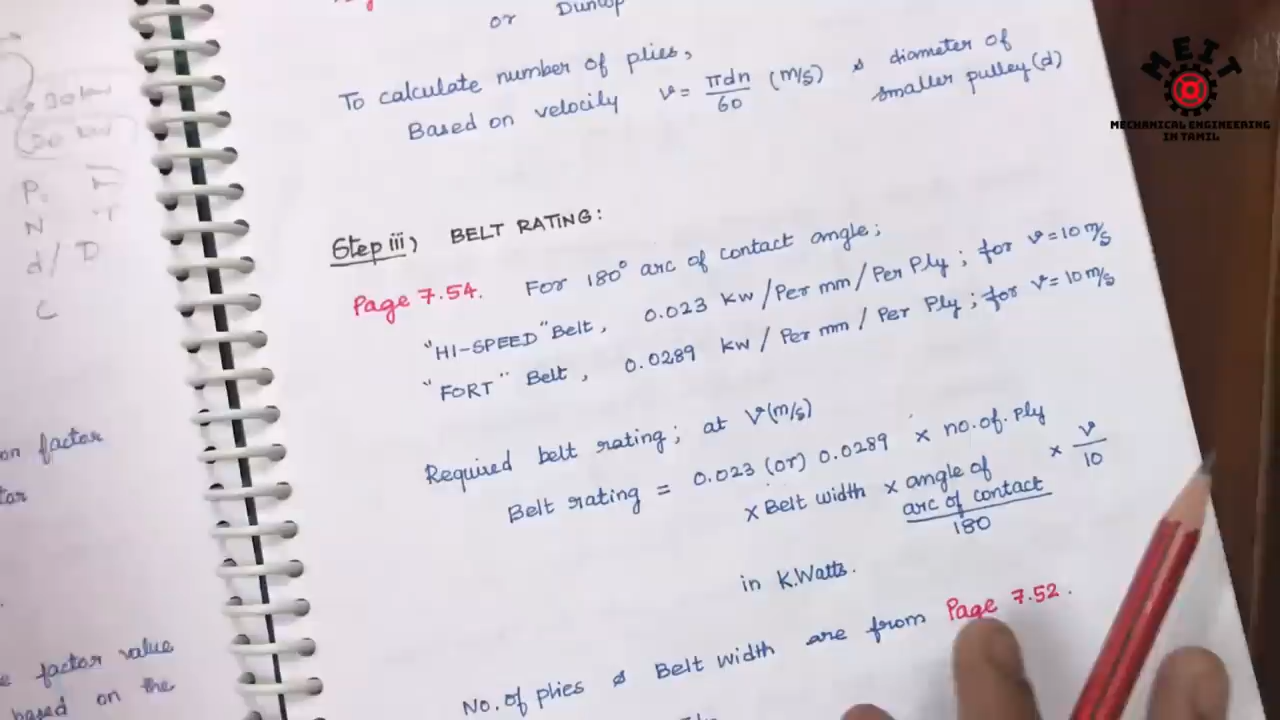 or Dunlop
To calculate number of plies,
Based on velocity v = πdn/60 (m/s) & diameter of smaller pulley (d)
Step iii) BELT RATING:
Page 7.54. For 180° arc of contact angle;
"HI-SPEED" Belt, 0.023 kw/Per mm/Per Ply; for v=10 m/s
"FORT" Belt, 0.0289 kw/Per mm/Per Ply; for v=10 m/s
Required belt rating; at v(m/s)
Belt rating = 0.023 (or) 0.0289 × no.of.ply
× Belt width × angle of arc of contact/180 × v/10
in K.Watts.
No. of plies & Belt width are from Page 7.52.
on factor
factor value
based on the
P.
N
d/D
C
MEIT
MECHANICAL ENGINEERING
IN TAMIL